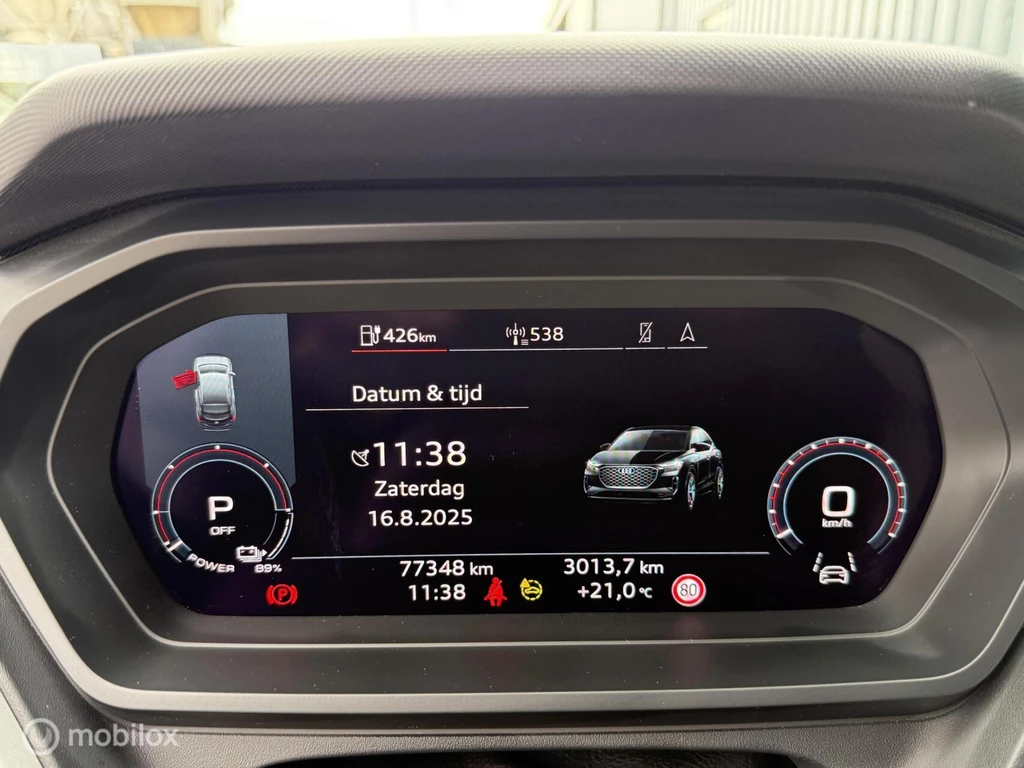 426km
538
Datum & tijd
11:38
Zaterdag
16.8.2025
P
OFF
POWER
89%
0
km/h
77348 km
3013,7 km
11:38
+21,0 °C
80
P
mobilox